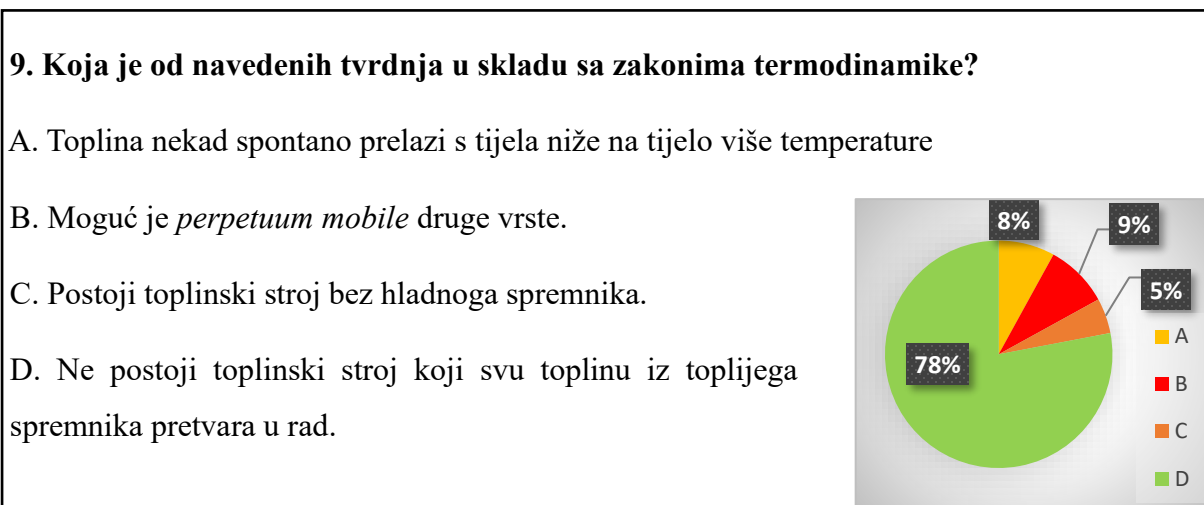 9. Koja je od navedenih tvrdnja u skladu sa zakonima termodinamike?
A. Toplina nekad spontano prelazi s tijela niže na tijelo više temperature
B. Moguć je perpetuum mobile druge vrste.
C. Postoji toplinski stroj bez hladnoga spremnika.
D. Ne postoji toplinski stroj koji svu toplinu iz toplijega
spremnika pretvara u rad.
8%
9%
5%
78%
A
B
C
D